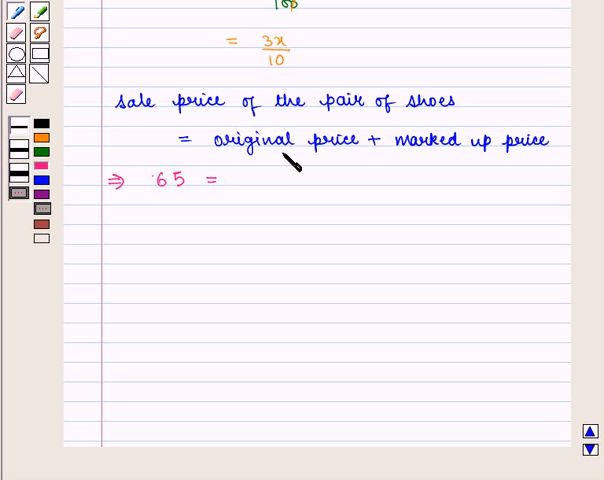 = 3x/10
sale price of the pair of shoes
= original price + marked up price
⇒ 65 =